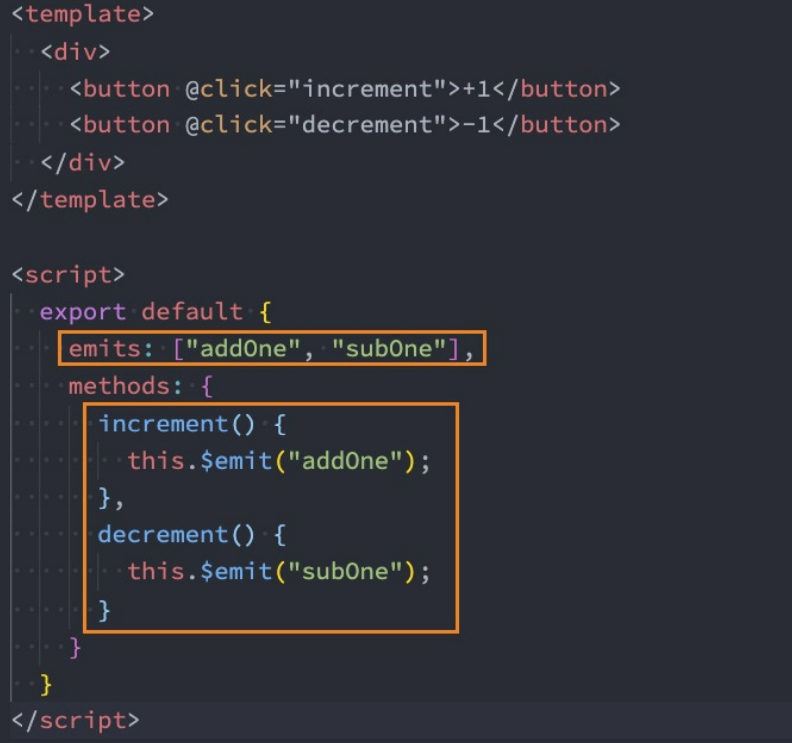 <template>
  <div>
    <button @click="increment">+1</button>
    <button @click="decrement">-1</button>
  </div>
</template>

<script>
  export default {
    emits: ["addOne", "subOne"],
    methods: {
      increment() {
        this.$emit("addOne");
      },
      decrement() {
        this.$emit("subOne");
      }
    }
  }
</script>